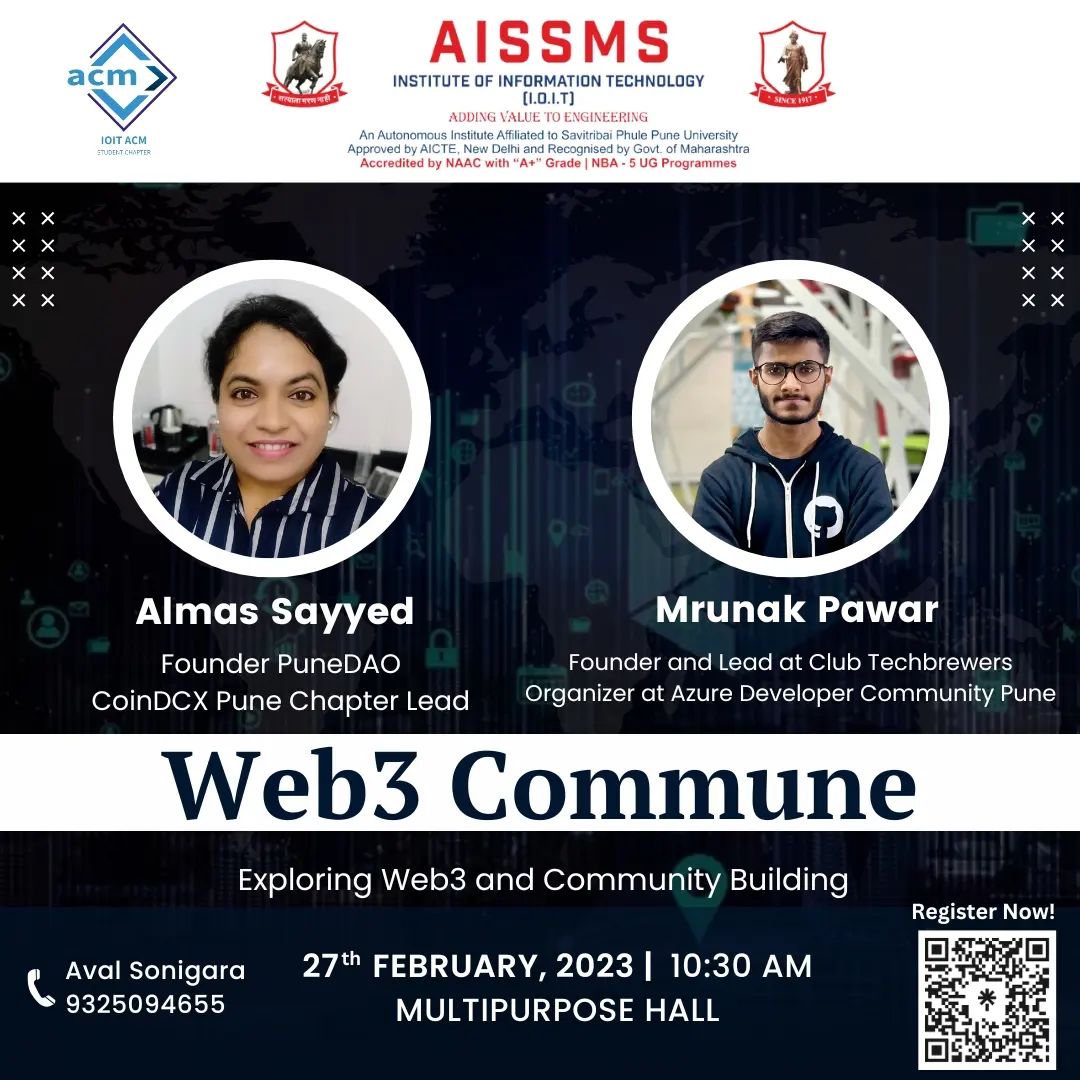 acm
IOIT ACM
STUDENT CHAPTER
AISSMS
INSTITUTE OF INFORMATION TECHNOLOGY
(I.O.I.T)
ADDING VALUE TO ENGINEERING
An Autonomous Institute Affiliated to Savitribai Phule Pune University
Approved by AICTE, New Delhi and Recognised by Govt. of Maharashtra
Accredited by NAAC with “A+” Grade | NBA - 5 UG Programmes
SINCE 1917
Almas Sayyed
Founder PuneDAO
CoinDCX Pune Chapter Lead
Mrunak Pawar
Founder and Lead at Club Techbrewers
Organizer at Azure Developer Community Pune
Web3 Commune
Exploring Web3 and Community Building
Register Now!
Aval Sonigara
9325094655
27th FEBRUARY, 2023 | 10:30 AM
MULTIPURPOSE HALL